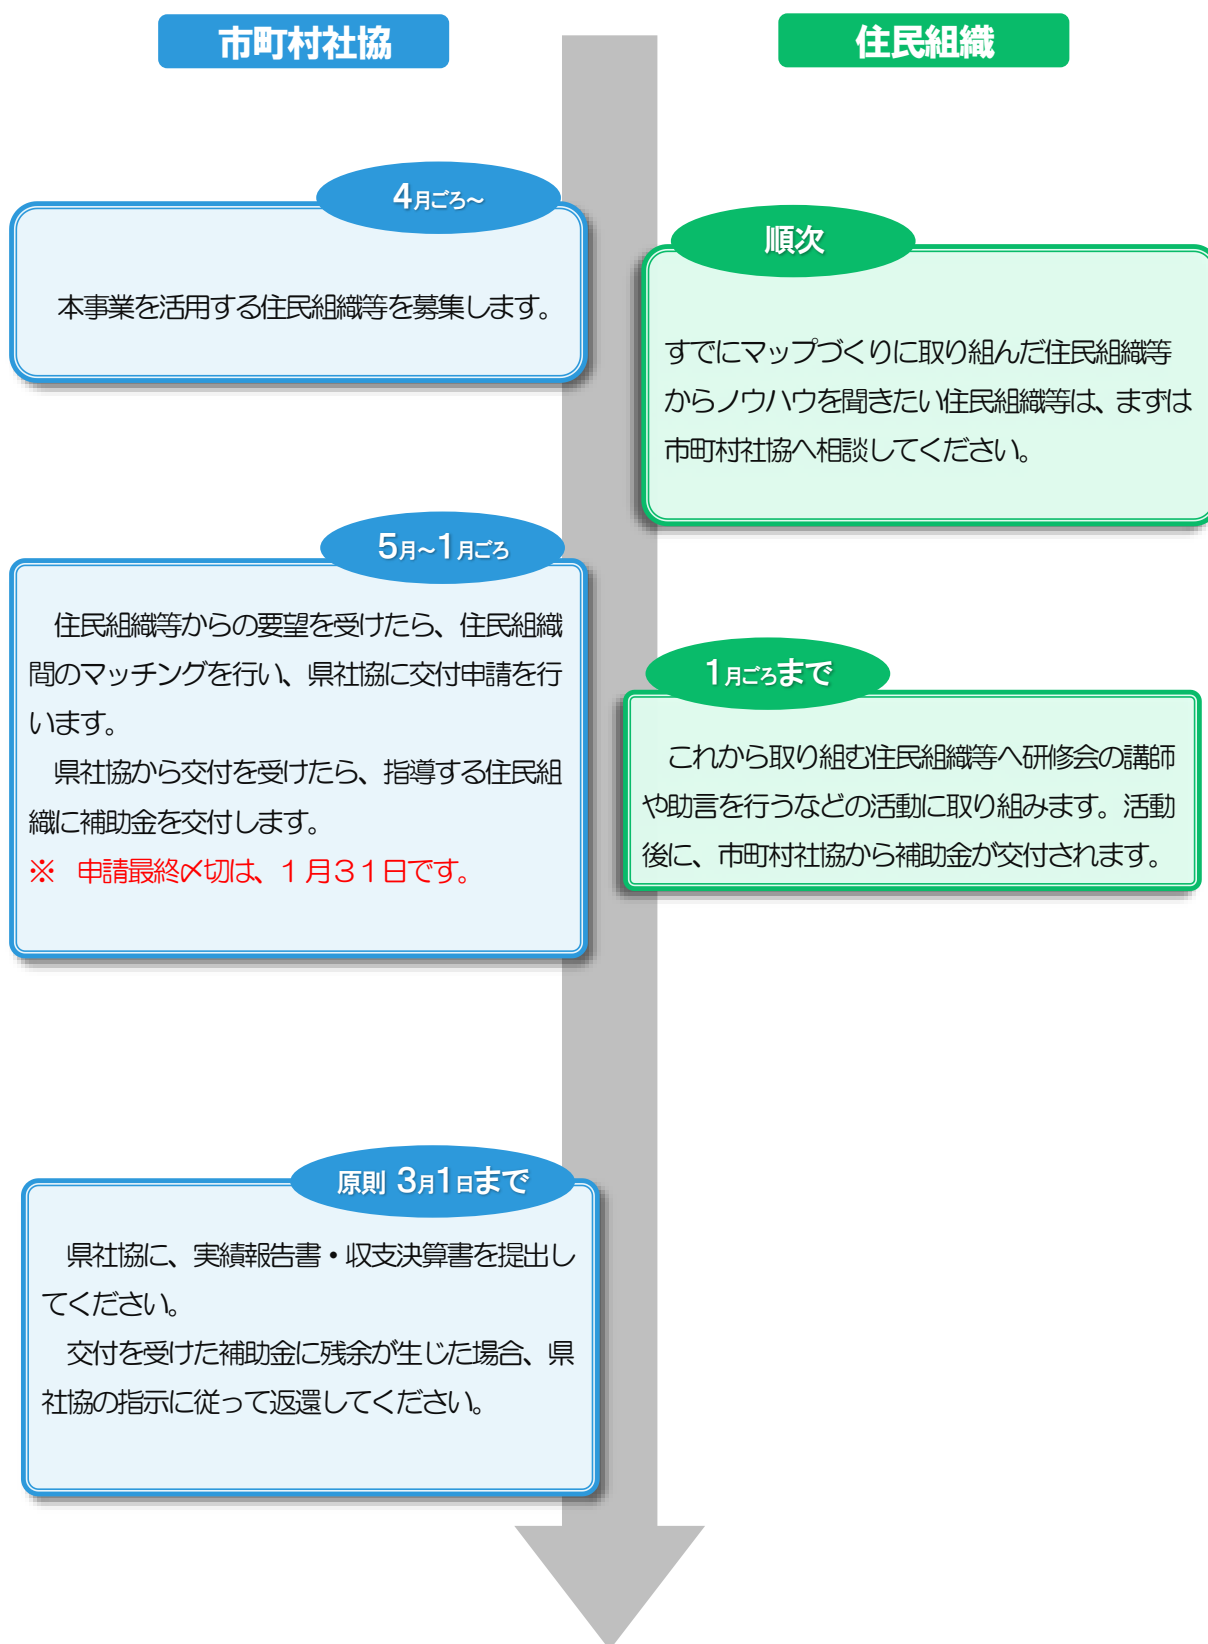 市町村社協
住民組織
4月ごろ~
本事業を活用する住民組織等を募集します。
順次
すでにマップづくりに取り組んだ住民組織等
からノウハウを聞きたい住民組織等は、まずは
市町村社協へ相談してください。
5月~1月ごろ
住民組織等からの要望を受けたら、住民組織
間のマッチングを行い、県社協に交付申請を行
います。
県社協から交付を受けたら、指導する住民組
織に補助金を交付します。
※ 申請最終〆切は、1月31日です。
1月ごろまで
これから取り組む住民組織等へ研修会の講師
や助言を行うなどの活動に取り組みます。活動
後に、市町村社協から補助金が交付されます。
原則 3月1日まで
県社協に、実績報告書・収支決算書を提出し
てください。
交付を受けた補助金に残余が生じた場合、県
社協の指示に従って返還してください。